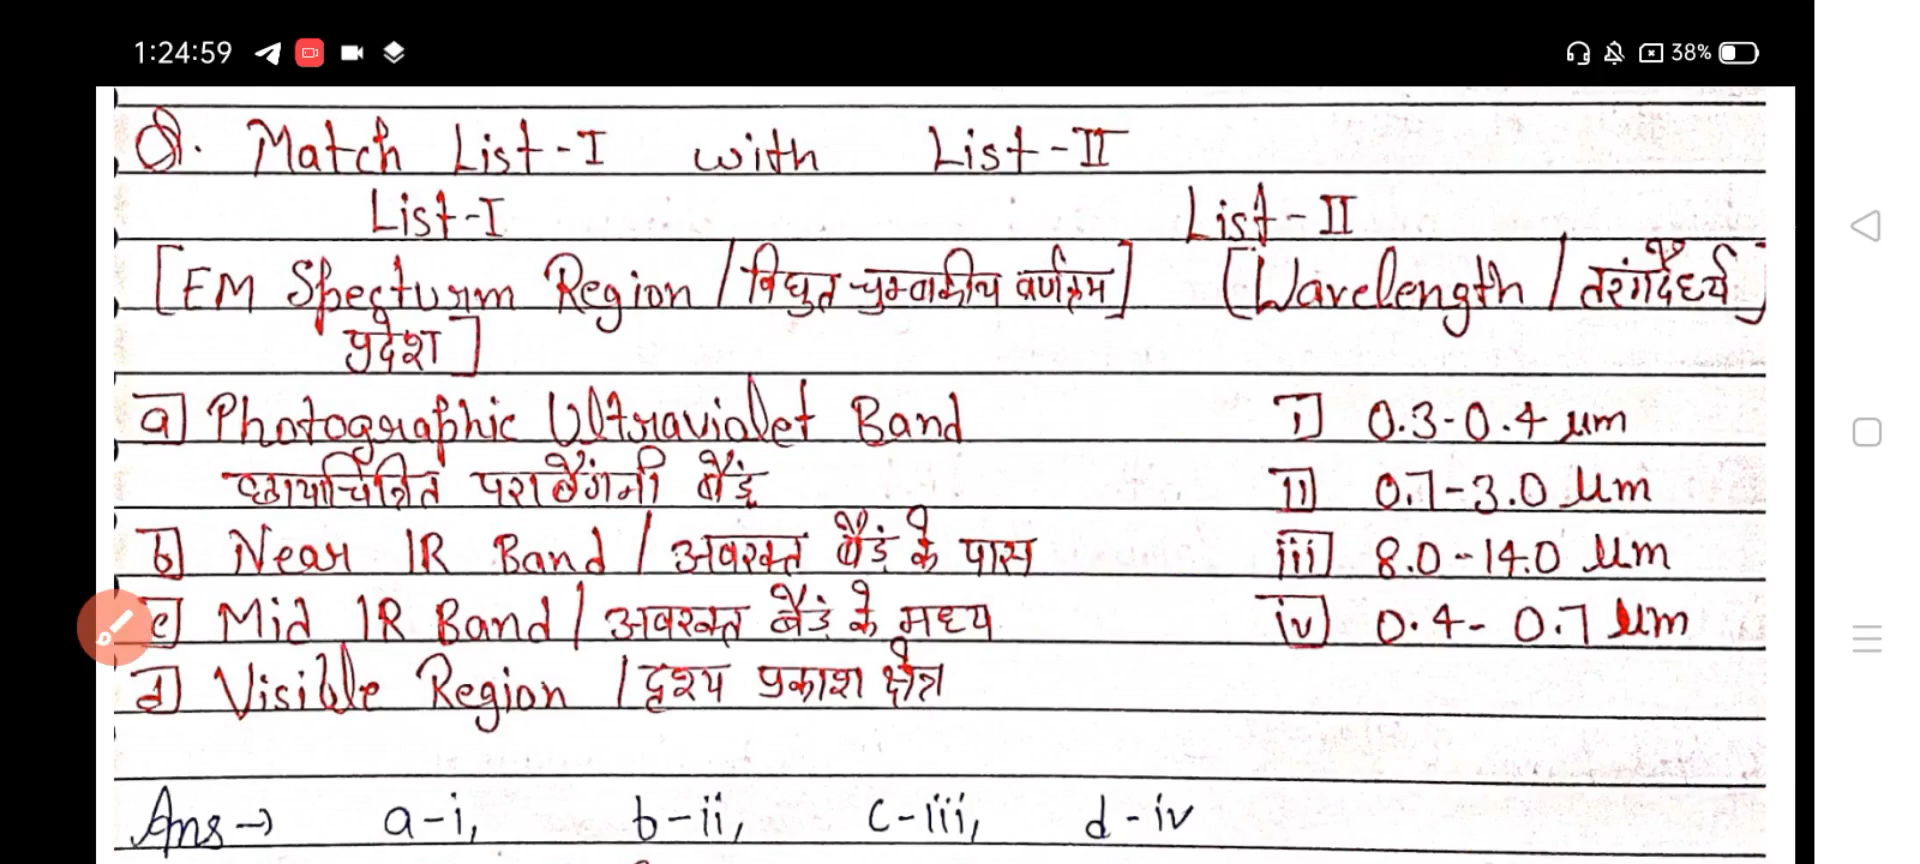 1:24:59 38%
Q. Match List-I with List-II
List-I List-II
[EM Specturm Region / विधुत चुम्बकीय वर्णक्रम [Wavelength / तरंगदैर्ध्य]
प्रदेश]
a] Photographic Ultraviolet Band i] 0.3-0.4 μm
छायाचित्रित पराबैंगनी बैंड ii] 0.7-3.0 μm
b] Near IR Band / अवरक्त बैंड के पास iii] 8.0-14.0 μm
c] Mid IR Band / अवरक्त बैंड के मध्य iv] 0.4- 0.7 μm
d] Visible Region / दृश्य प्रकाश क्षेत्र
Ans→ a-i, b-ii, c-iii, d-iv